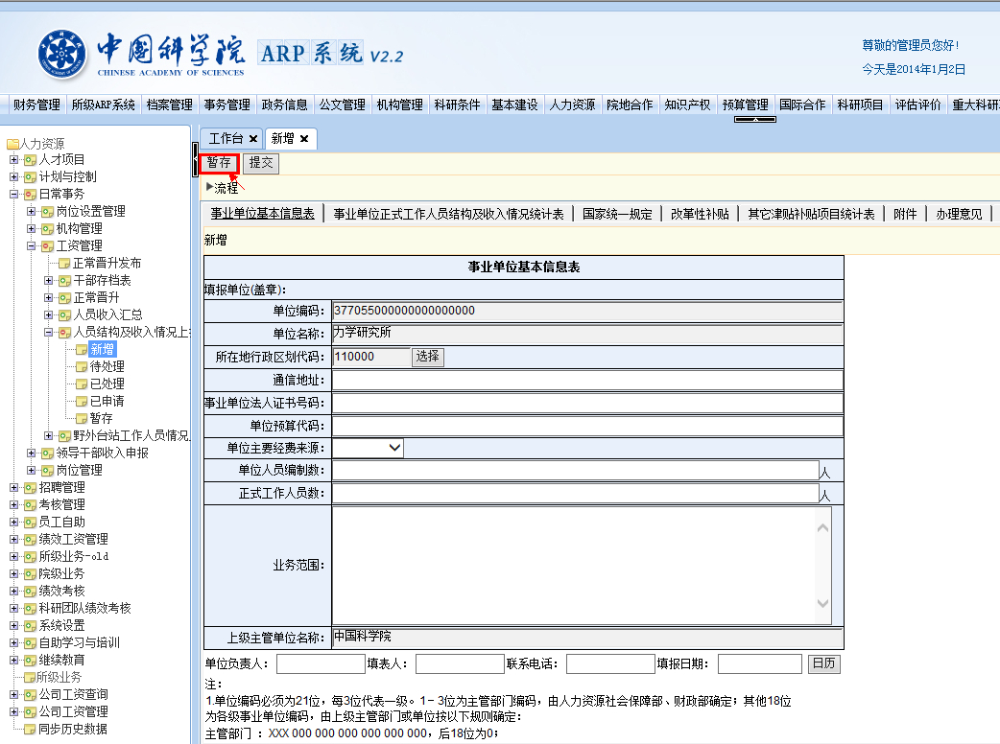 中國科学院
CHINESE ACADEMY OF SCIENCES
ARP 系统 V2.2
尊敬的管理员您好!
今天是2014年1月2日
财务管理 所级ARP系统 档案管理 事务管理 政务信息 公文管理 机构管理 科研条件 基本建设 人力资源 院地合作 知识产权 预算管理 国际合作 科研项目 评估评价 重大科研
人力资源
人才项目
计划与控制
日常事务
岗位设置管理
机构管理
工资管理
正常晋升发布
干部存档表
正常晋升
人员收入汇总
人员结构及收入情况上
新增
待处理
已处理
已申请
暂存
野外台站工作人员情况
领导干部收入申报
岗位管理
招聘管理
考核管理
员工自助
绩效工资管理
所级业务-old
院级业务
绩效考核
科研团队绩效考核
系统设置
自助学习与培训
继续教育
所级业务
公司工资查询
公司工资管理
同步历史数据
工作台 × 新增 ×
暂存 提交
流程
事业单位基本信息表 | 事业单位正式工作人员结构及收入情况统计表 | 国家统一规定 | 改革性补贴 | 其它津贴补贴项目统计表 | 附件 | 办理意见 |
新增
事业单位基本信息表
填报单位(盖章):
单位编码: 377055000000000000000
单位名称: 力学研究所
所在地行政区划代码: 110000 选择
通信地址:
事业单位法人证书号码:
单位预算代码:
单位主要经费来源:
单位人员编制数: 人
正式工作人员数: 人
业务范围:
上级主管单位名称: 中国科学院
单位负责人: 填表人: 联系电话: 填报日期: 日历
注:
1.单位编码必须为21位，每3位代表一级。1-3位为主管部门编码，由人力资源社会保障部、财政部确定；其他18位
为各级事业单位编码，由上级主管部门或单位按以下规则确定：
主管部门 ：XXX 000 000 000 000 000 000，后18位为0；